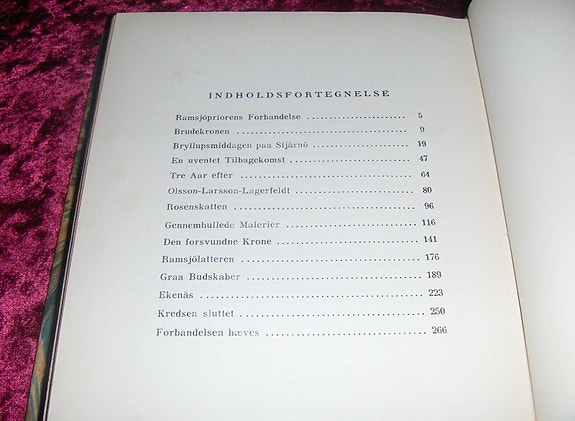 INDHOLDSFORTEGNELSE
Ramsjöpriorens Forbandelse ........................ 5
Brudekronen ........................................ 9
Bryllupsmiddagen paa Stjärnö ....................... 19
En uventet Tilbagekomst ............................ 47
Tre Aar efter ...................................... 64
Olsson-Larsson-Lagerfeldt .......................... 80
Rosenskatten ....................................... 96
Gennemhullede Malerier ............................. 116
Den forsvundne Krone ............................... 141
Ramsjölatteren ..................................... 176
Graa Budskaber ..................................... 189
Ekenäs ............................................. 223
Kredsen sluttet .................................... 250
Forbandelsen hæves ................................. 266